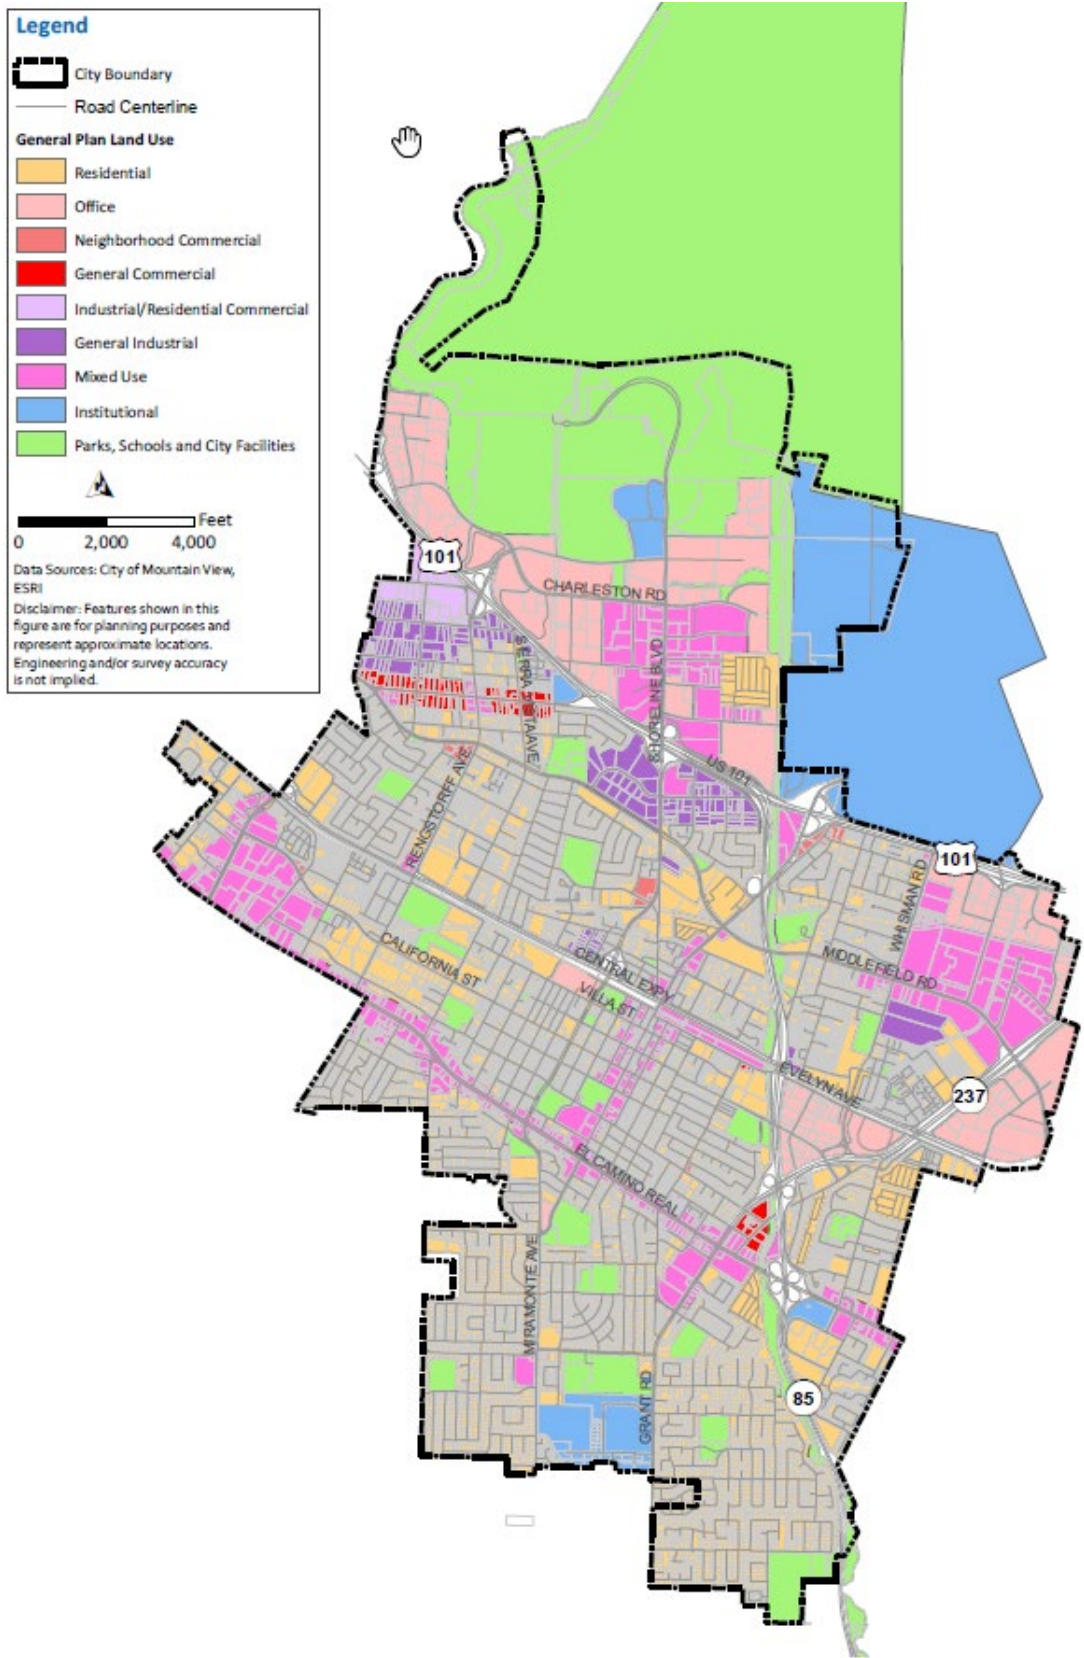 Legend
City Boundary
Road Centerline
General Plan Land Use
Residential
Office
Neighborhood Commercial
General Commercial
Industrial/Residential Commercial
General Industrial
Mixed Use
Institutional
Parks, Schools and City Facilities
Feet
0 2,000 4,000
Data Sources: City of Mountain View,
ESRI
Disclaimer: Features shown in this
figure are for planning purposes and
represent approximate locations.
Engineering and/or survey accuracy
is not implied.
101
CHARLESTON RD
SIERRA VISTA AVE
SHORELINE BLVD
US 101
RENGSTORFF AVE
101
WHISMAN RD
MIDDLEFIELD RD
CALIFORNIA ST
CENTRAL EXPY
VILLA ST
EVELYN AVE
237
EL CAMINO REAL
MIRAMONTE AVE
GRANT RD
85